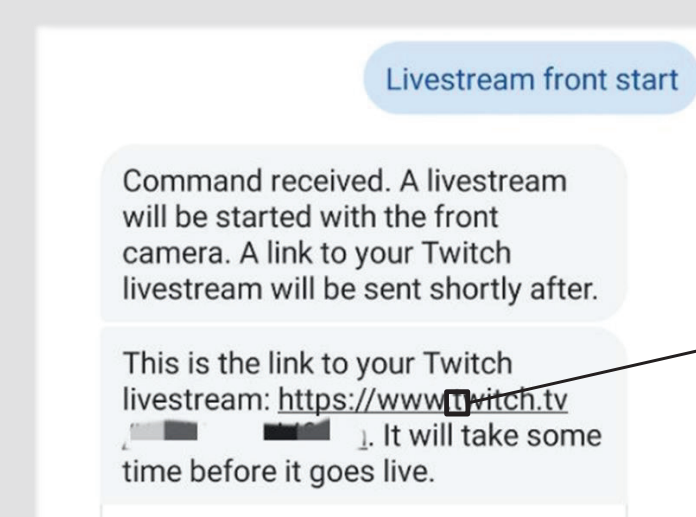 Livestream front start
Command received. A livestream
will be started with the front
camera. A link to your Twitch
livestream will be sent shortly after.
This is the link to your Twitch
livestream: https://www.twitch.tv
. It will take some
time before it goes live.